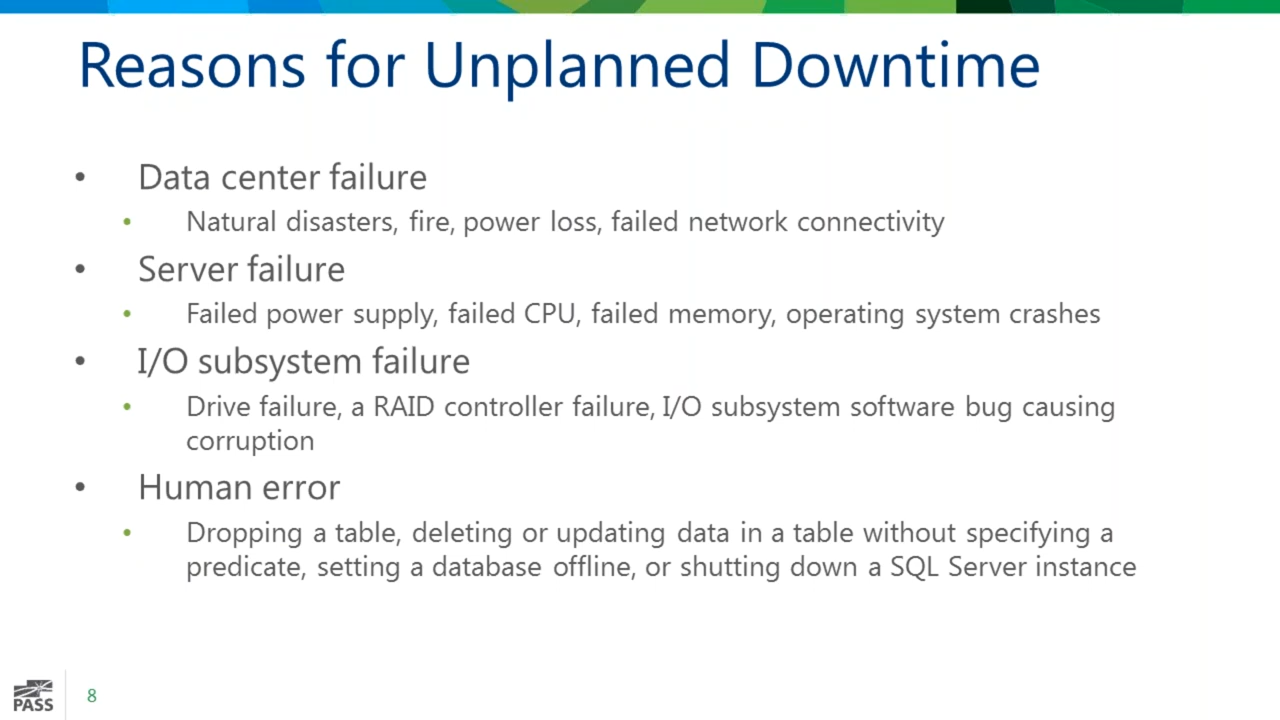 Reasons for Unplanned Downtime
• Data center failure
• Natural disasters, fire, power loss, failed network connectivity
• Server failure
• Failed power supply, failed CPU, failed memory, operating system crashes
• I/O subsystem failure
• Drive failure, a RAID controller failure, I/O subsystem software bug causing
corruption
• Human error
• Dropping a table, deleting or updating data in a table without specifying a
predicate, setting a database offline, or shutting down a SQL Server instance
PASS
8